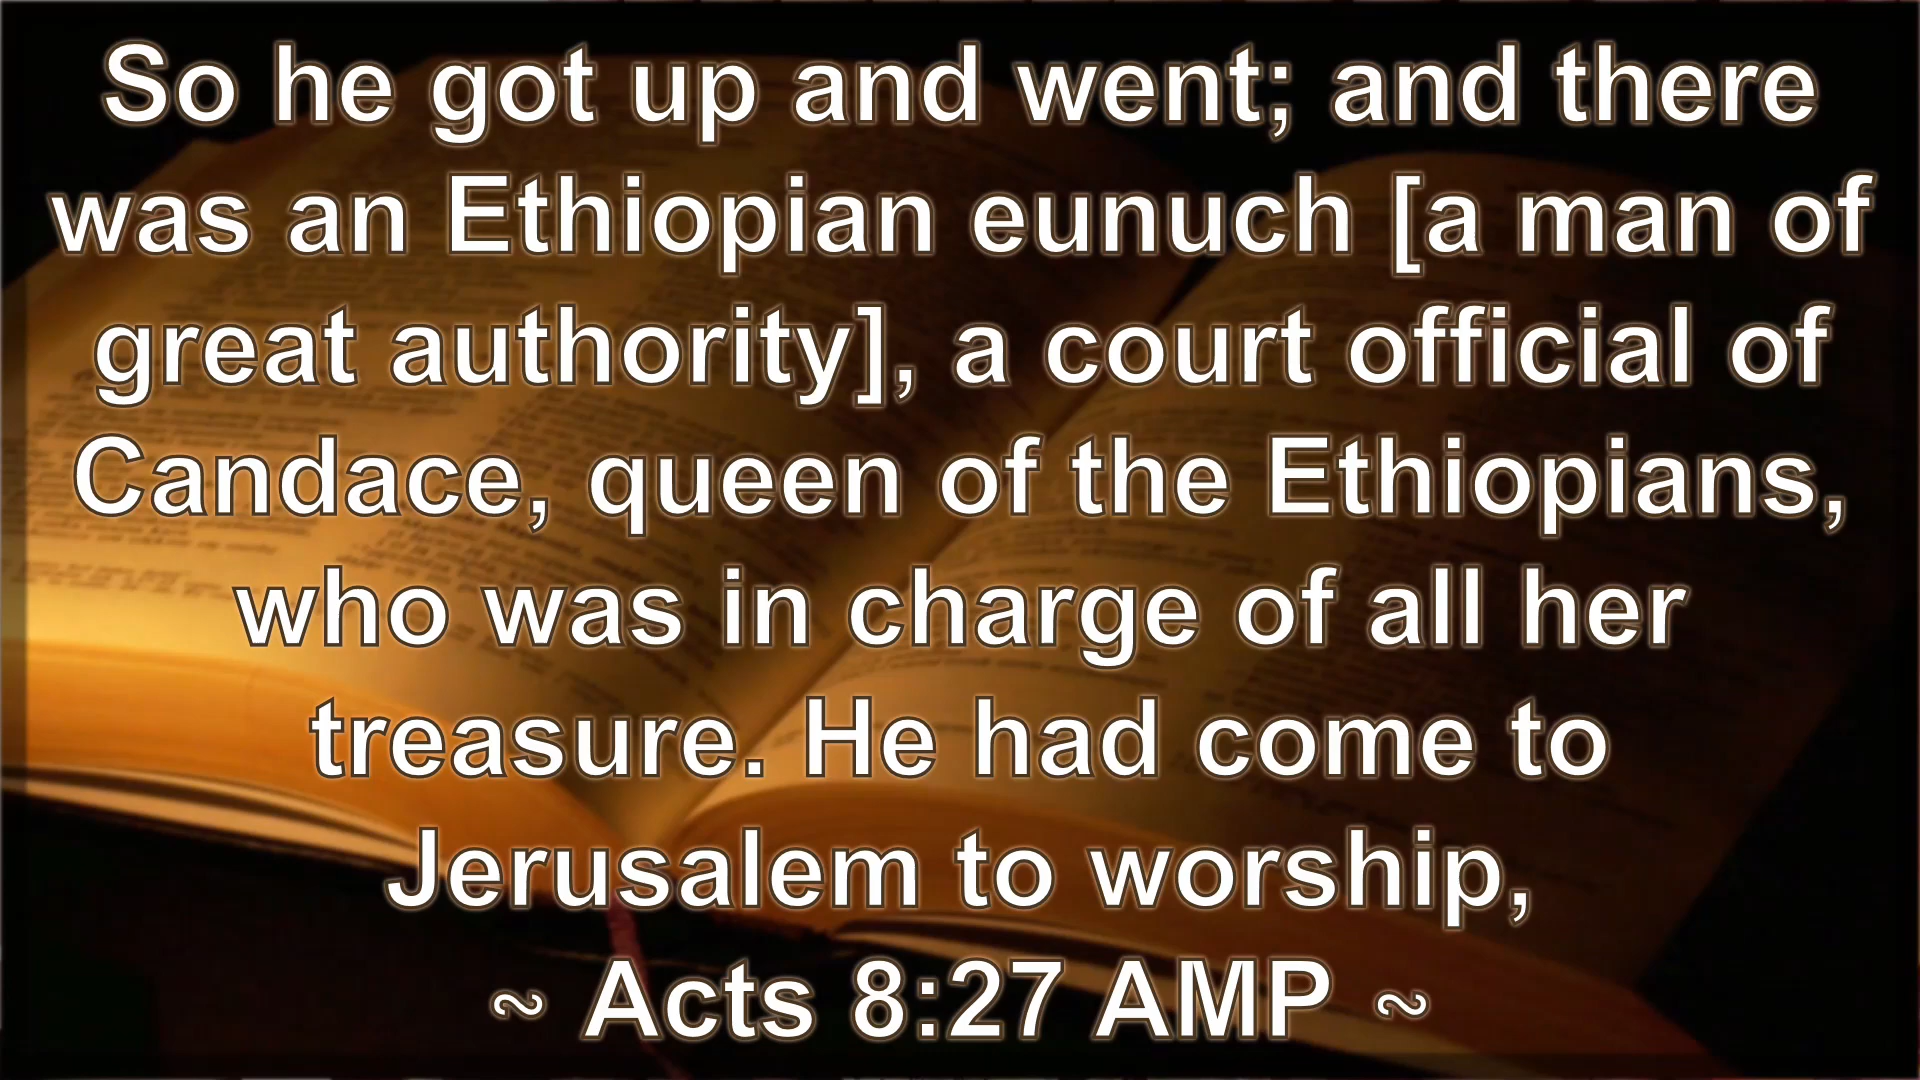 So he got up and went; and there
was an Ethiopian eunuch [a man of
great authority], a court official of
Candace, queen of the Ethiopians,
who was in charge of all her
treasure. He had come to
Jerusalem to worship,
~ Acts 8:27 AMP ~